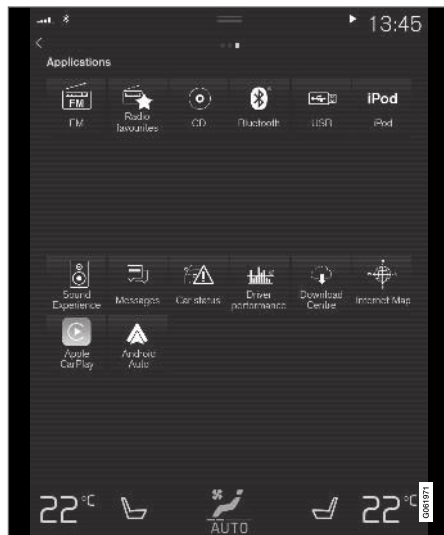 13:45
Applications
FM
FM
Radio
favourites
CD
Bluetooth
USB
iPod
iPod
Sound
Experience
Messages
Car status
Driver
performance
Download
Centre
Internet Map
Apple
CarPlay
Android
Auto
22°C
AUTO
22°C
G061971